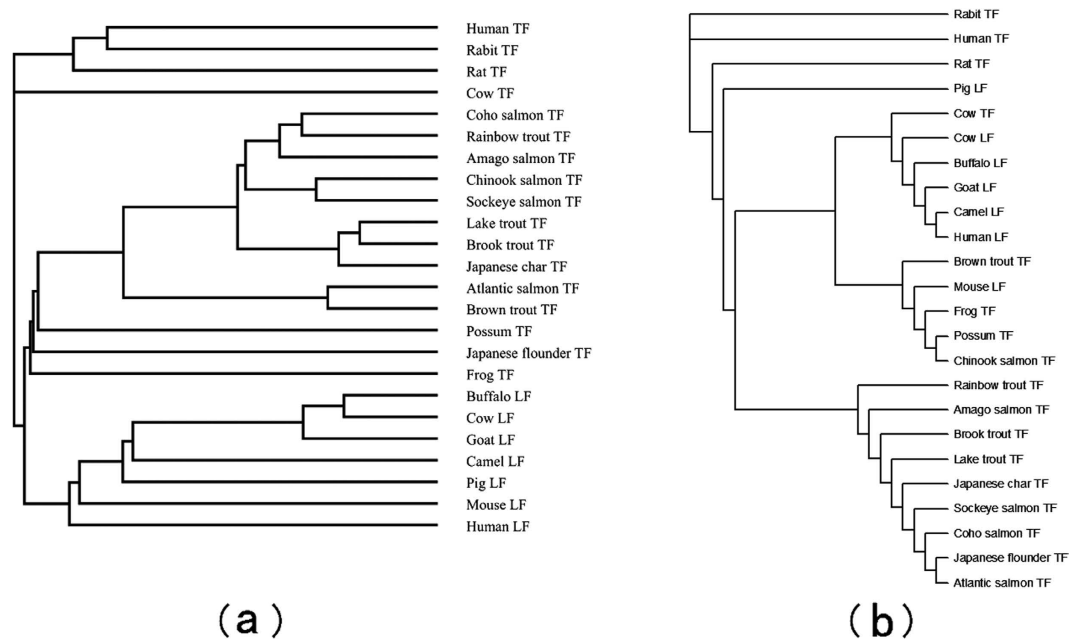 Human TF
Rabit TF
Rat TF
Cow TF
Coho salmon TF
Rainbow trout TF
Amago salmon TF
Chinook salmon TF
Sockeye salmon TF
Lake trout TF
Brook trout TF
Japanese char TF
Atlantic salmon TF
Brown trout TF
Possum TF
Japanese flounder TF
Frog TF
Buffalo LF
Cow LF
Goat LF
Camel LF
Pig LF
Mouse LF
Human LF
(a)
Rabit TF
Human TF
Rat TF
Pig LF
Cow TF
Cow LF
Buffalo LF
Goat LF
Camel LF
Human LF
Brown trout TF
Mouse LF
Frog TF
Possum TF
Chinook salmon TF
Rainbow trout TF
Amago salmon TF
Brook trout TF
Lake trout TF
Japanese char TF
Sockeye salmon TF
Coho salmon TF
Japanese flounder TF
Atlantic salmon TF
(b)